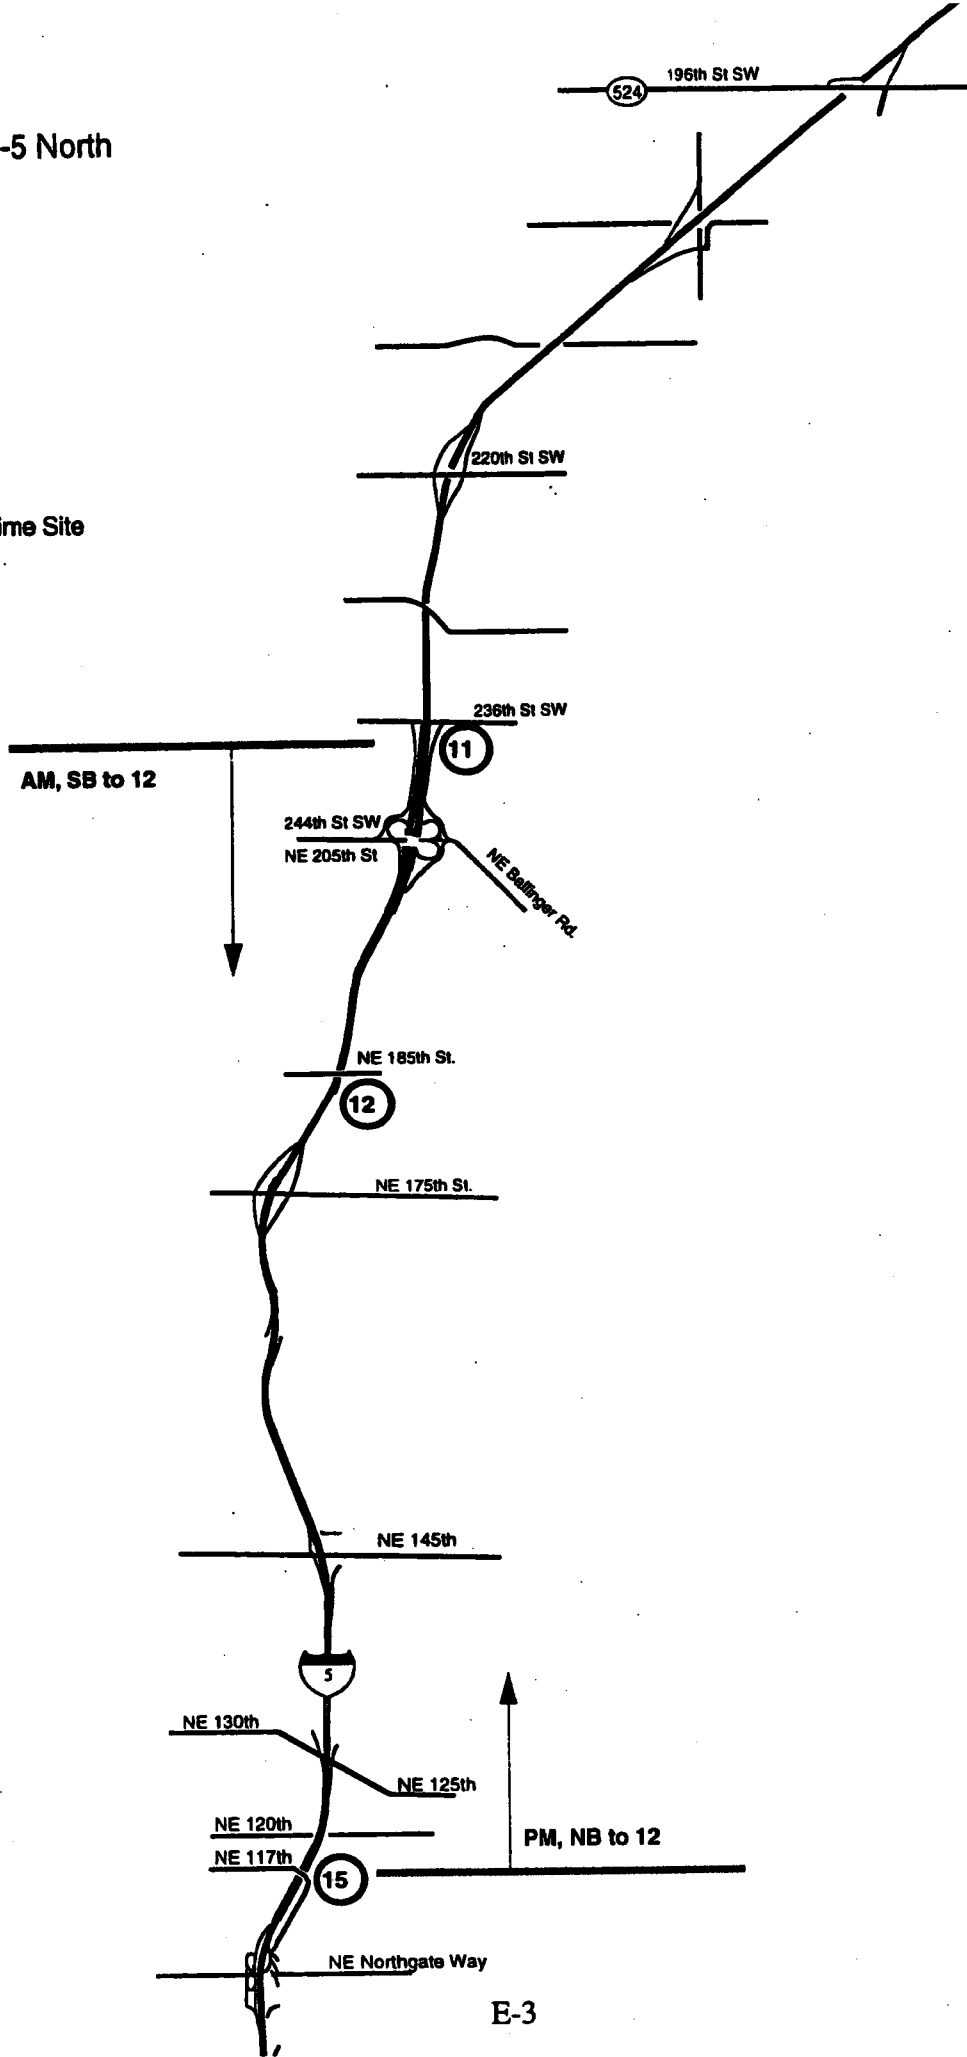 196th St SW
524
-5 North
220th St SW
ime Site
236th St SW
11
AM, SB to 12
244th St SW
NE 205th St
NE Ballinger Rd.
NE 185th St.
12
NE 175th St.
NE 145th
5
NE 130th
NE 125th
NE 120th
PM, NB to 12
NE 117th
15
NE Northgate Way
E-3